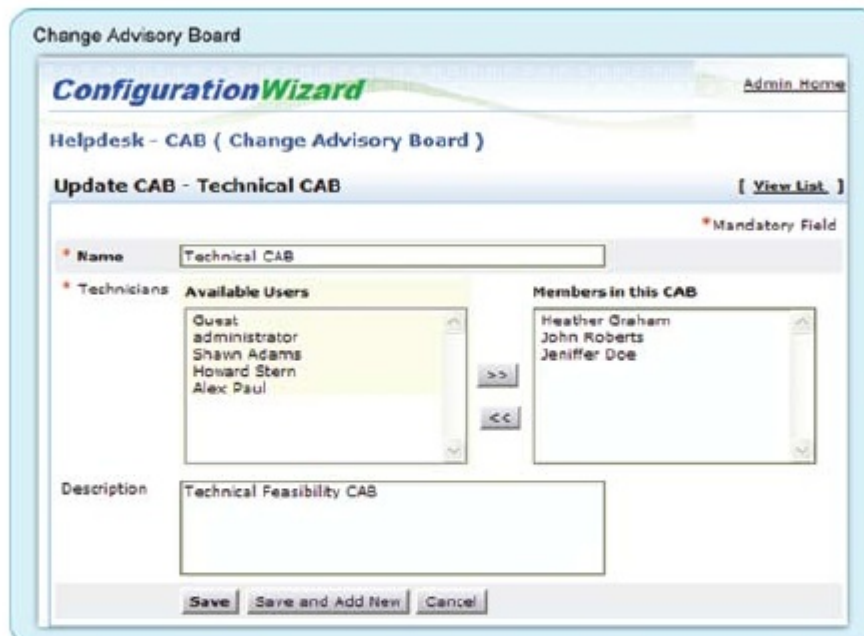 Change Advisory Board
ConfigurationWizard
Admin Home
Helpdesk - CAB ( Change Advisory Board )
Update CAB - Technical CAB
[ View List ]
*Mandatory Field
* Name
Technical CAB
* Technicians
Available Users
Members in this CAB
Guest
administrator
Shawn Adams
Howard Stern
Alex Paul
>>
<<
Heather Graham
John Roberts
Jeniffer Doe
Description
Technical Feasibility CAB
Save
Save and Add New
Cancel